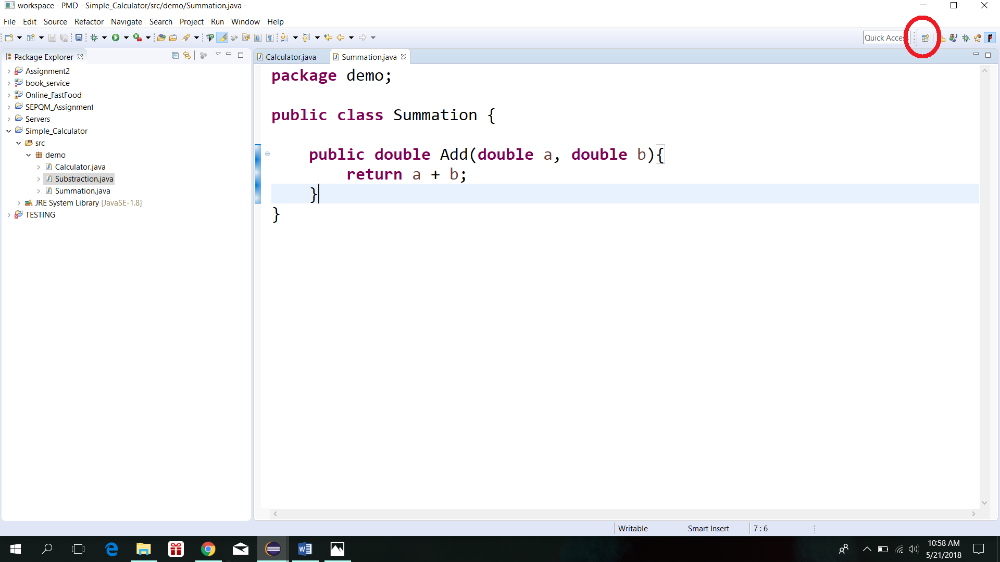 workspace - PMD - Simple_Calculator/src/demo/Summation.java -
File Edit Source Refactor Navigate Search Project Run Window Help
Quick Access
Package Explorer
Assignment2
book_service
Online_FastFood
SEPQM_Assignment
Servers
Simple_Calculator
src
demo
Calculator.java
Substraction.java
Summation.java
JRE System Library [JavaSE-1.8]
TESTING
Calculator.java Summation.java
package demo;
public class Summation {
public double Add(double a, double b){
return a + b;
}
}
Writable Smart Insert 7 : 6
10:58 AM
5/21/2018